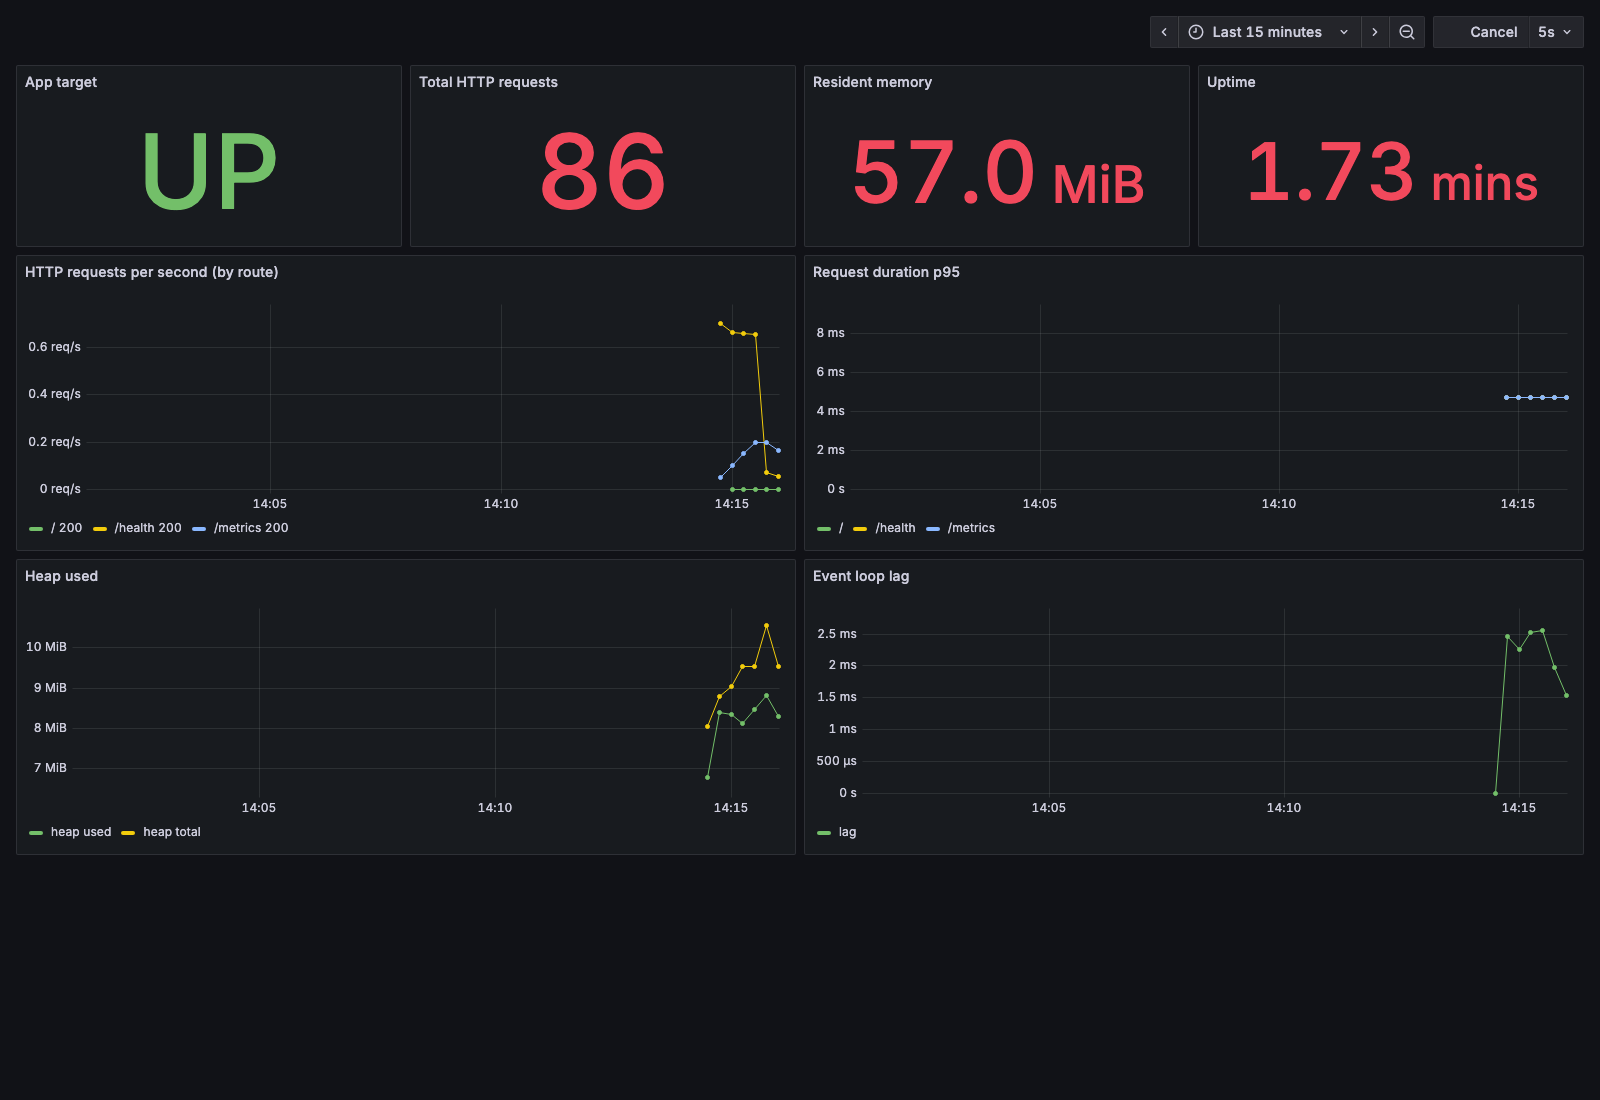 Last 15 minutes Cancel 5s
App target Total HTTP requests Resident memory Uptime
UP 86 57.0 MiB 1.73 mins
HTTP requests per second (by route)
0.6 req/s
0.4 req/s
0.2 req/s
0 req/s
14:05 14:10 14:15
/ 200 /health 200 /metrics 200
Request duration p95
8 ms
6 ms
4 ms
2 ms
0 s
14:05 14:10 14:15
/ /health /metrics
Heap used
10 MiB
9 MiB
8 MiB
7 MiB
14:05 14:10 14:15
heap used heap total
Event loop lag
2.5 ms
2 ms
1.5 ms
1 ms
500 µs
0 s
14:05 14:10 14:15
lag